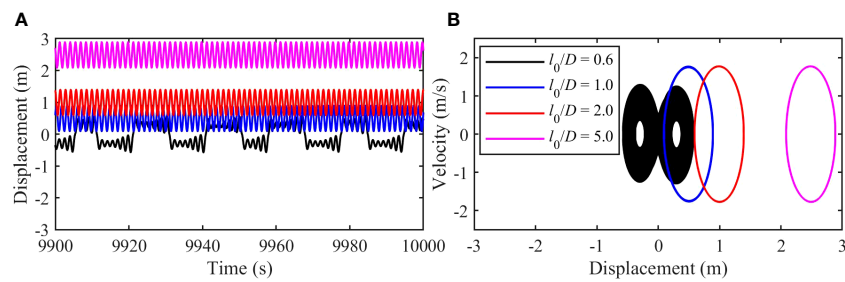 A
B
Displacement (m)
3
2
1
0
-1
-2
-3
9900
9920
9940
9960
9980
10000
Time (s)
Velocity (m/s)
2
1
0
-1
-2
l0/D = 0.6
l0/D = 1.0
l0/D = 2.0
l0/D = 5.0
-3
-2
-1
0
1
2
3
Displacement (m)